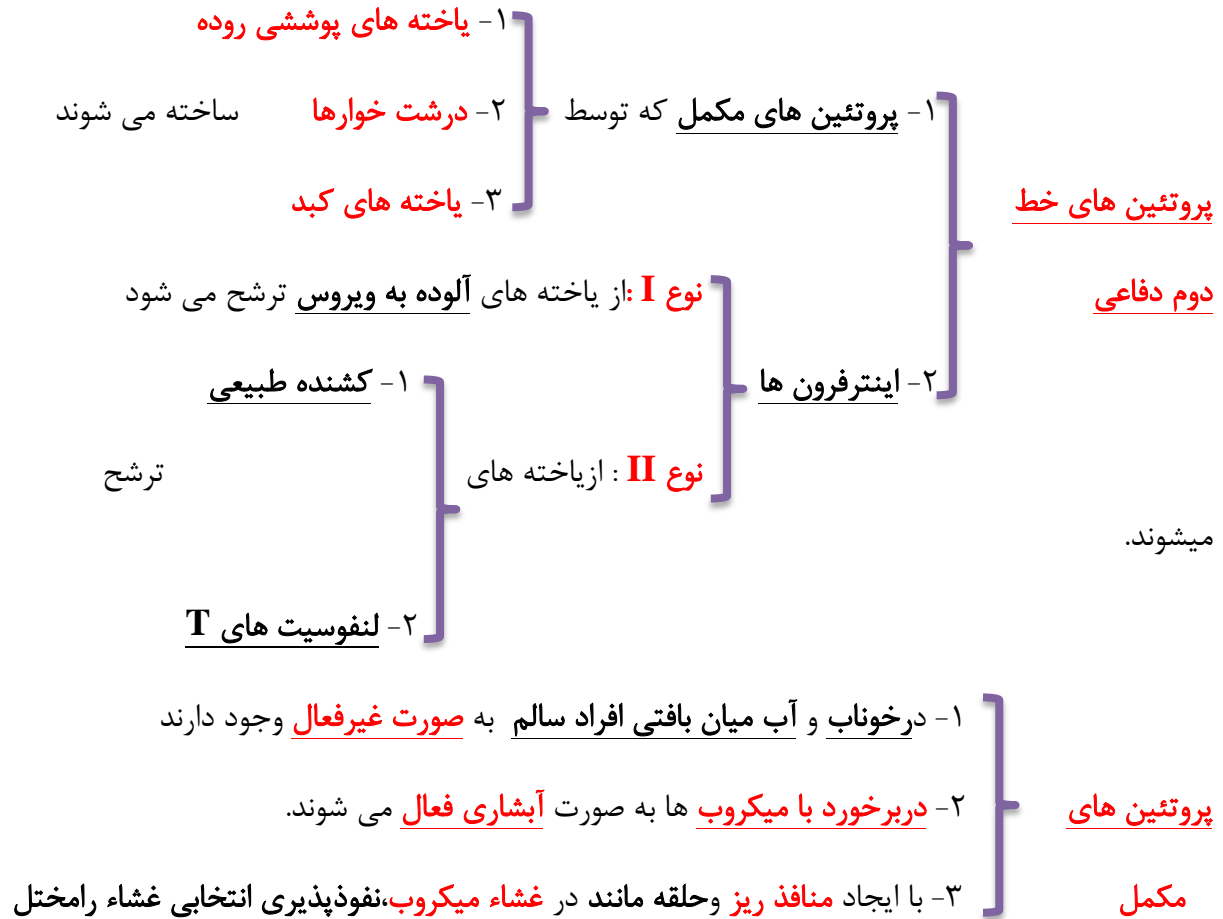 ۱- یاخته های پوششی روده
۱- پروتئین های مکمل که توسط ۲- درشت خوارها ساخته می شوند
پروتئین های خط ۳- یاخته های کبد
دوم دفاعی نوع I :از یاخته های آلوده به ویروس ترشح می شود
۲- اینترفرون ها ۱- کشنده طبیعی
نوع II : ازیاخته های ترشح
میشوند.
۲- لنفوسیت های T
۱- درخوناب و آب میان بافتی افراد سالم به صورت غیرفعال وجود دارند
پروتئین های ۲- دربرخورد با میکروب ها به صورت آبشاری فعال می شوند.
مکمل ۳- با ایجاد منافذ ریز وحلقه مانند در غشاء میکروب،نفوذپذیری انتخابی غشاء رامختل